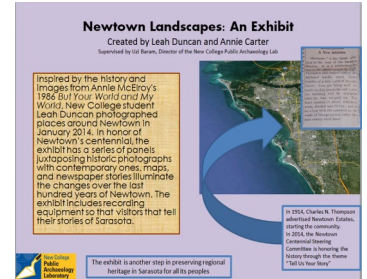 Newtown Landscapes: An Exhibit
Created by Leah Duncan and Annie Carter
Supervised by Uzi Baram, Director of the New College Public Archaeology Lab
Inspired by the history and
images from Annie McElroy's
1986 But Your World and My
World, New College student
Leah Duncan photographed
places around Newtown in
January 2014. In honor of
Newtown's centennial, the
exhibit has a series of panels
juxtaposing historic photographs
with contemporary ones, maps,
and newspaper stories illuminate
the changes over the last
hundred years of Newtown. The
exhibit includes recording
equipment so that visitors that tell
their stories of Sarasota.
In 1914, Charles N. Thompson
advertised Newtown Estates,
starting the community.
In 2014, the Newtown
Centennial Steering
Committee is honoring the
history through the theme
"Tell Us Your Story"
New College
Public
Archaeology
Laboratory
The exhibit is another step in preserving regional
heritage in Sarasota for all its peoples